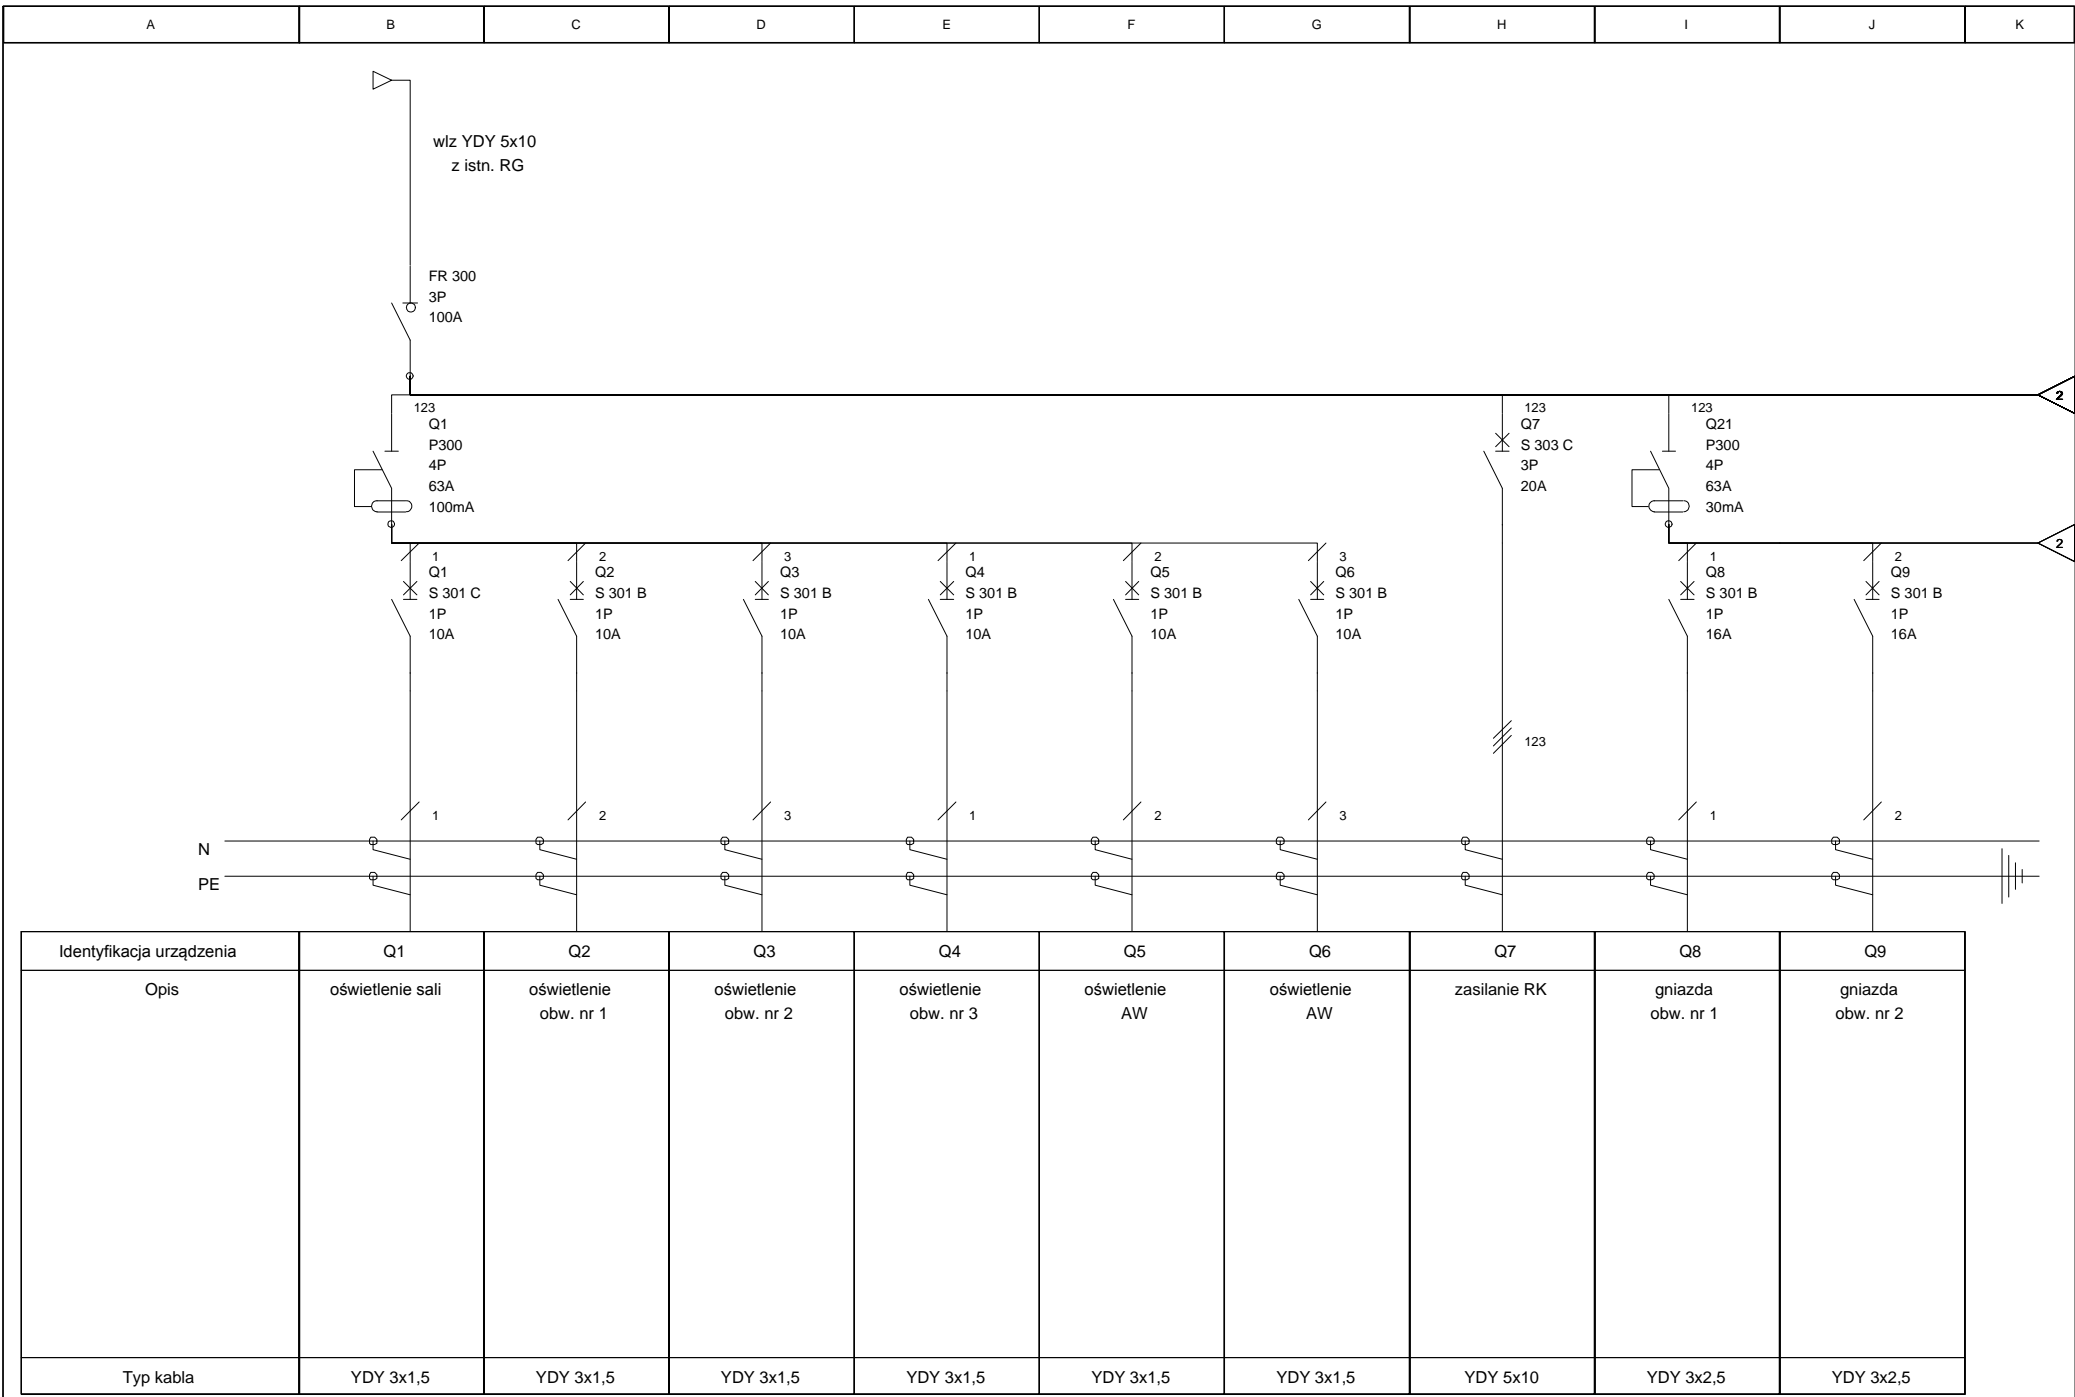 A
B
C
D
E
F
G
H
I
J
K
wlz YDY 5x10
z istn. RG
FR 300
3P
100A
2
123
Q1
P300
4P
63A
100mA
123
Q7
S 303 C
3P
20A
123
Q21
P300
4P
63A
30mA
2
1
Q1
S 301 C
1P
10A
2
Q2
S 301 B
1P
10A
3
Q3
S 301 B
1P
10A
1
Q4
S 301 B
1P
10A
2
Q5
S 301 B
1P
10A
3
Q6
S 301 B
1P
10A
1
Q8
S 301 B
1P
16A
2
Q9
S 301 B
1P
16A
123
1
2
3
1
2
3
1
2
N
PE
Identyfikacja urządzenia
Q1
Q2
Q3
Q4
Q5
Q6
Q7
Q8
Q9
Opis
oświetlenie sali
oświetlenie
obw. nr 1
oświetlenie
obw. nr 2
oświetlenie
obw. nr 3
oświetlenie
AW
oświetlenie
AW
zasilanie RK
gniazda
obw. nr 1
gniazda
obw. nr 2
Typ kabla
YDY 3x1,5
YDY 3x1,5
YDY 3x1,5
YDY 3x1,5
YDY 3x1,5
YDY 3x1,5
YDY 5x10
YDY 3x2,5
YDY 3x2,5